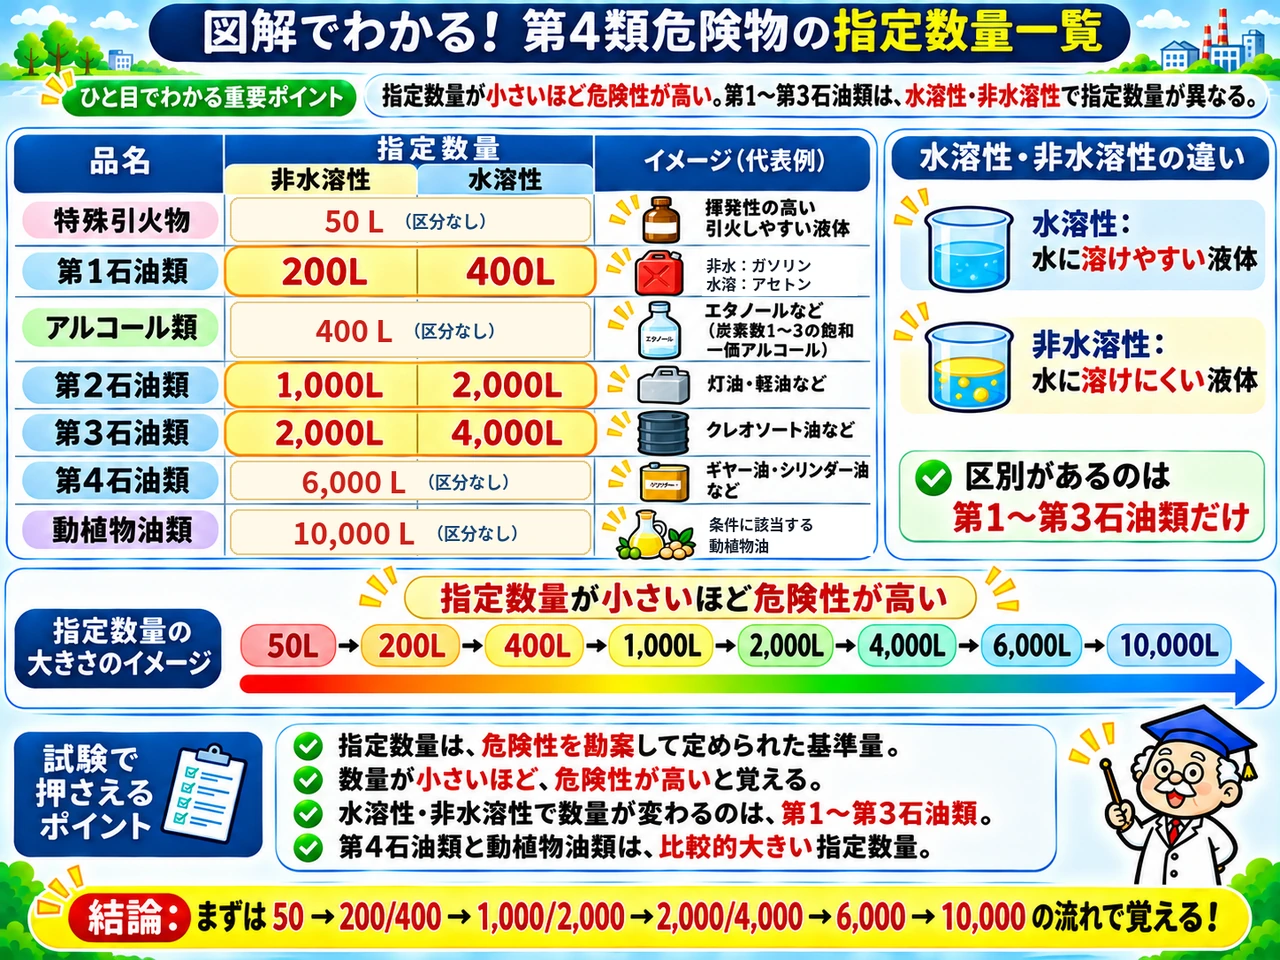 図解でわかる！第4類危険物の指定数量一覧
ひと目でわかる重要ポイント
指定数量が小さいほど危険性が高い。第1〜第3石油類は、水溶性・非水溶性で指定数量が異なる。
品名
指定数量
非水溶性
水溶性
イメージ（代表例）
特殊引火物
50 L （区分なし）
揮発性の高い
引火しやすい液体
第1石油類
200L
400L
非水：ガソリン
水溶：アセトン
アルコール類
400 L （区分なし）
エタノール
エタノールなど
（炭素数1〜3の飽和
一価アルコール）
第2石油類
1,000L
2,000L
灯油・軽油など
第3石油類
2,000L
4,000L
クレオソート油など
第4石油類
6,000 L （区分なし）
ギヤー油・シリンダー油
など
動植物油類
10,000 L （区分なし）
条件に該当する
動植物油
水溶性・非水溶性の違い
水溶性：
水に溶けやすい液体
非水溶性：
水に溶けにくい液体
区別があるのは
第1〜第3石油類だけ
指定数量が小さいほど危険性が高い
指定数量の
大きさのイメージ
50L→200L→400L→1,000L→2,000L→4,000L→6,000L→10,000L
試験で
押さえる
ポイント
指定数量は、危険性を勘案して定められた基準量。
数量が小さいほど、危険性が高いと覚える。
水溶性・非水溶性で数量が変わるのは、第1〜第3石油類。
第4石油類と動植物油類は、比較的大きい指定数量。
結論：まずは 50 → 200/400 → 1,000/2,000 → 2,000/4,000 → 6,000 → 10,000 の流れで覚える！